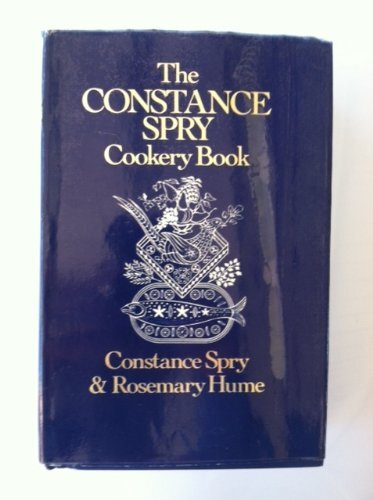 The
CONSTANCE
SPRY
Cookery Book
Constance Spry
& Rosemary Hume